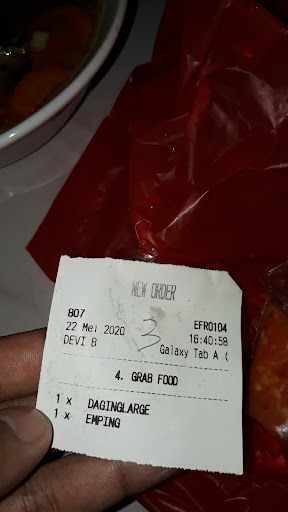 NEW ORDER
807 EFR0104
22 Mei 2020 16:40:58
DEVI B Galaxy Tab A (
3
4. GRAB FOOD
1 x DAGINGLARGE
1 x EMPING